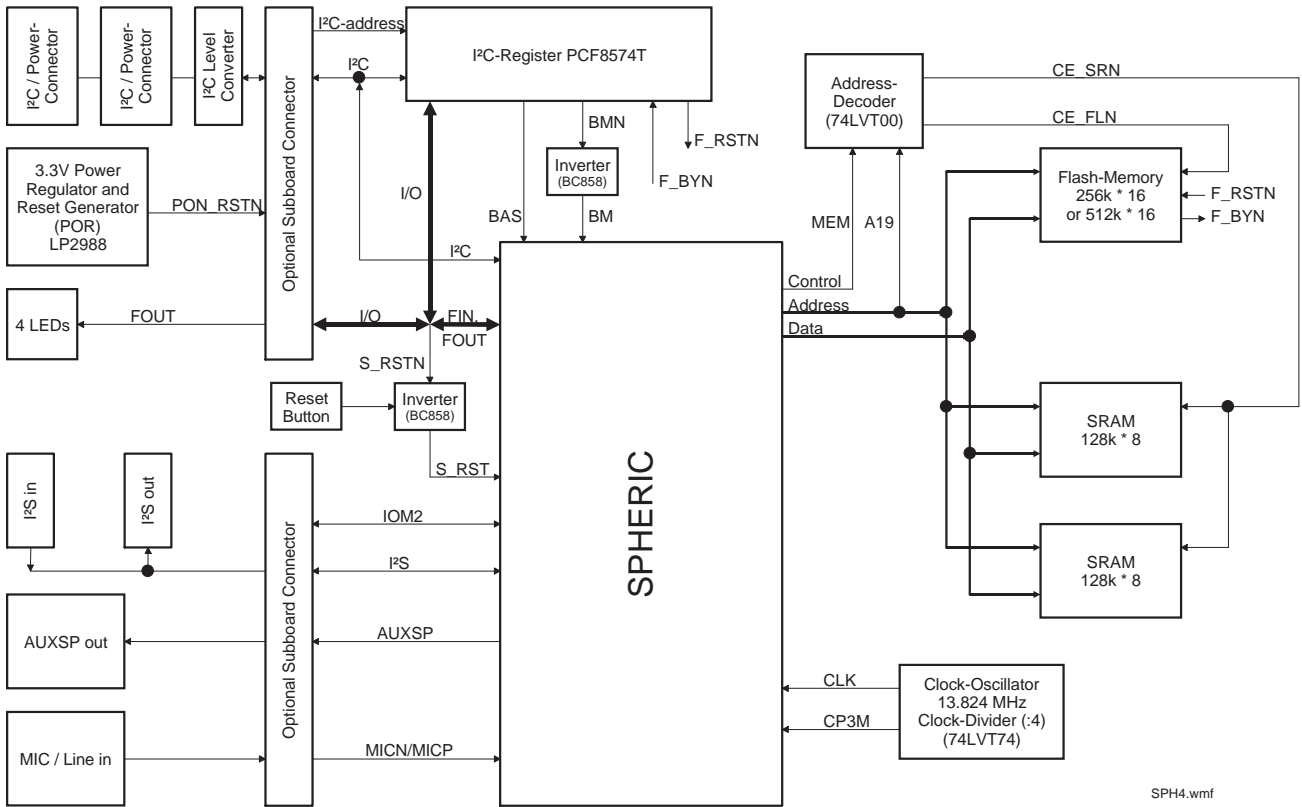 I²C / Power-
Connector
I²C / Power-
Connector
I²C Level
Converter
Optional Subboard Connector
I²C-address
I²C
I²C-Register PCF8574T
BMN
F_RSTN
F_BYN
Inverter
(BC858)
BAS
BM
I/O
I²C
3.3V Power
Regulator and
Reset Generator
(POR)
LP2988
PON_RSTN
4 LEDs
FOUT
I/O
FIN,
FOUT
S_RSTN
Reset
Button
Inverter
(BC858)
S_RST
Address-
Decoder
(74LVT00)
CE_SRN
CE_FLN
MEM
A19
Flash-Memory
256k * 16
or 512k * 16
F_RSTN
F_BYN
Control
Address
Data
SPHERIC
SRAM
128k * 8
SRAM
128k * 8
I²S in
I²S out
Optional Subboard Connector
IOM2
I²S
AUXSP out
AUXSP
MIC / Line in
MICN/MICP
CLK
CP3M
Clock-Oscillator
13.824 MHz
Clock-Divider (:4)
(74LVT74)
SPH4.wmf